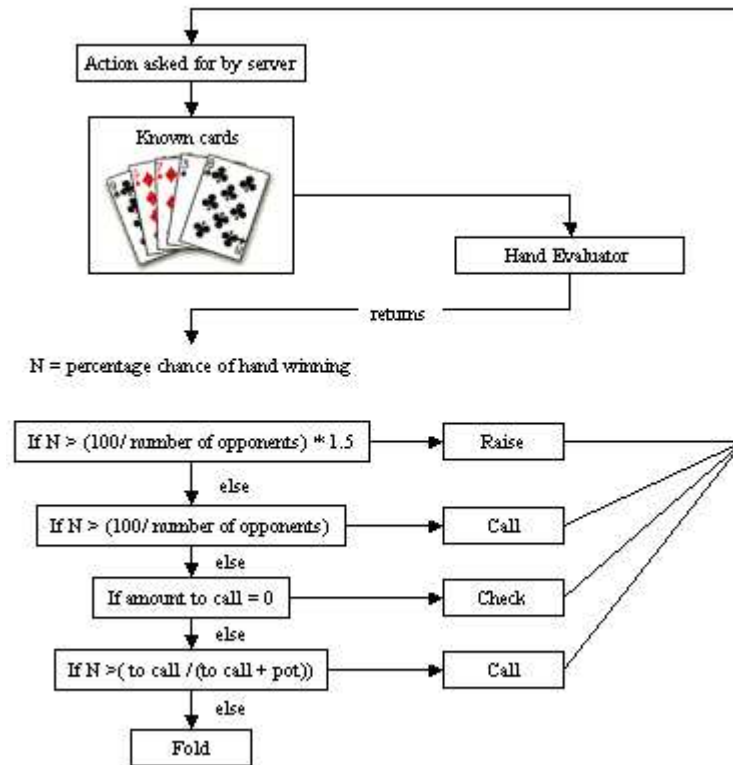 Action asked for by server
Known cards
Hand Evaluator
returns
N = percentage chance of hand winning
If N > (100/ number of opponents) * 1.5
Raise
else
If N > (100/ number of opponents)
Call
else
If amount to call = 0
Check
else
If N >( to call / (to call + pot))
Call
else
Fold